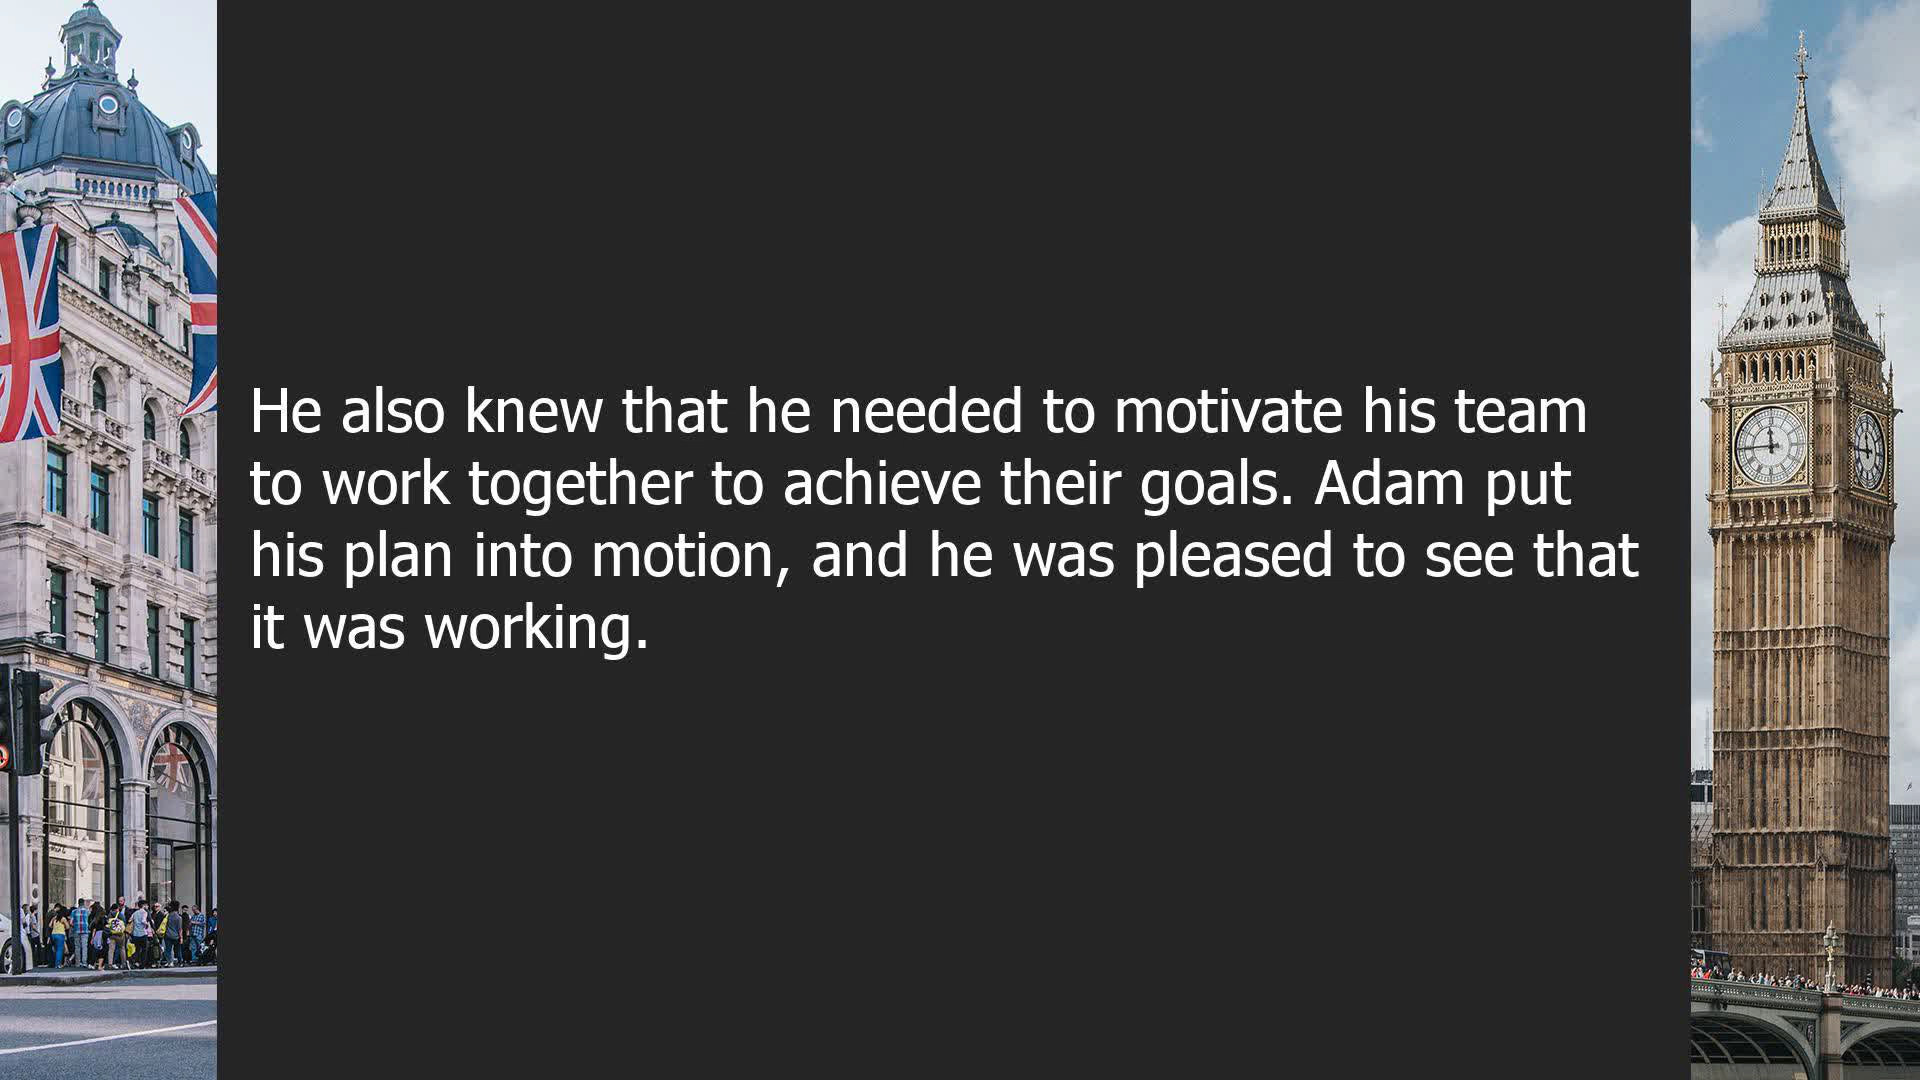 He also knew that he needed to motivate his team
to work together to achieve their goals. Adam put
his plan into motion, and he was pleased to see that
it was working.